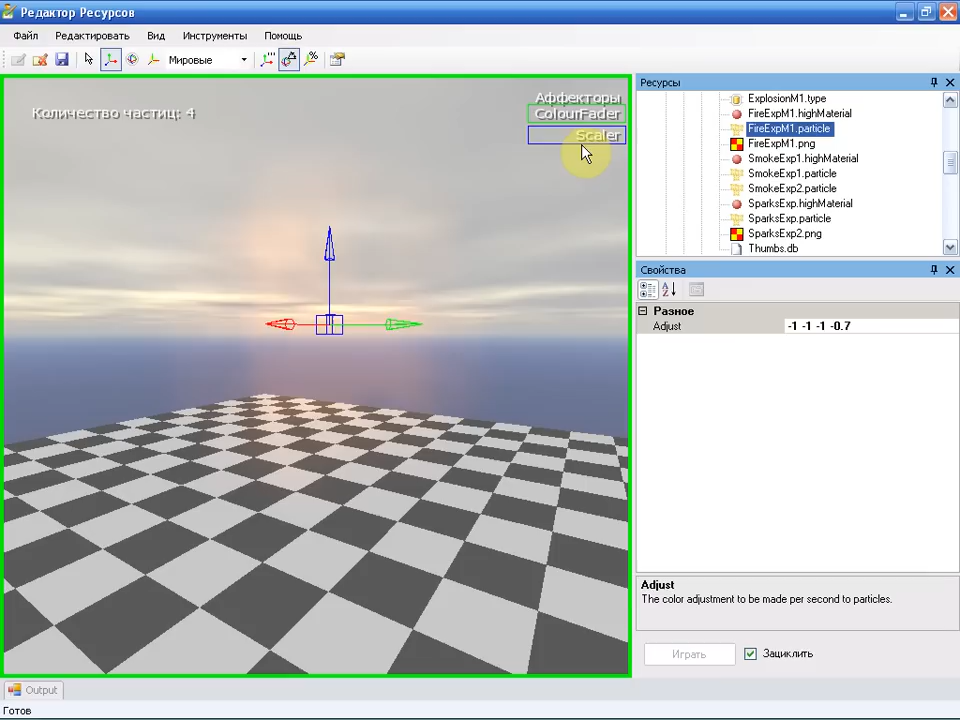 Редактор Ресурсов
Файл Редактировать Вид Инструменты Помощь
Мировые
Количество частиц: 4
Аффекторы
ColourFader
Scaler
Ресурсы
ExplosionM1.type
FireExpM1.highMaterial
FireExpM1.particle
FireExpM1.png
SmokeExp1.highMaterial
SmokeExp1.particle
SmokeExp2.particle
SparksExp.highMaterial
SparksExp.particle
SparksExp2.png
Thumbs.db
Свойства
Разное
Adjust -1 -1 -1 -0.7
Adjust
The color adjustment to be made per second to particles.
Играть Зациклить
Output
Готов